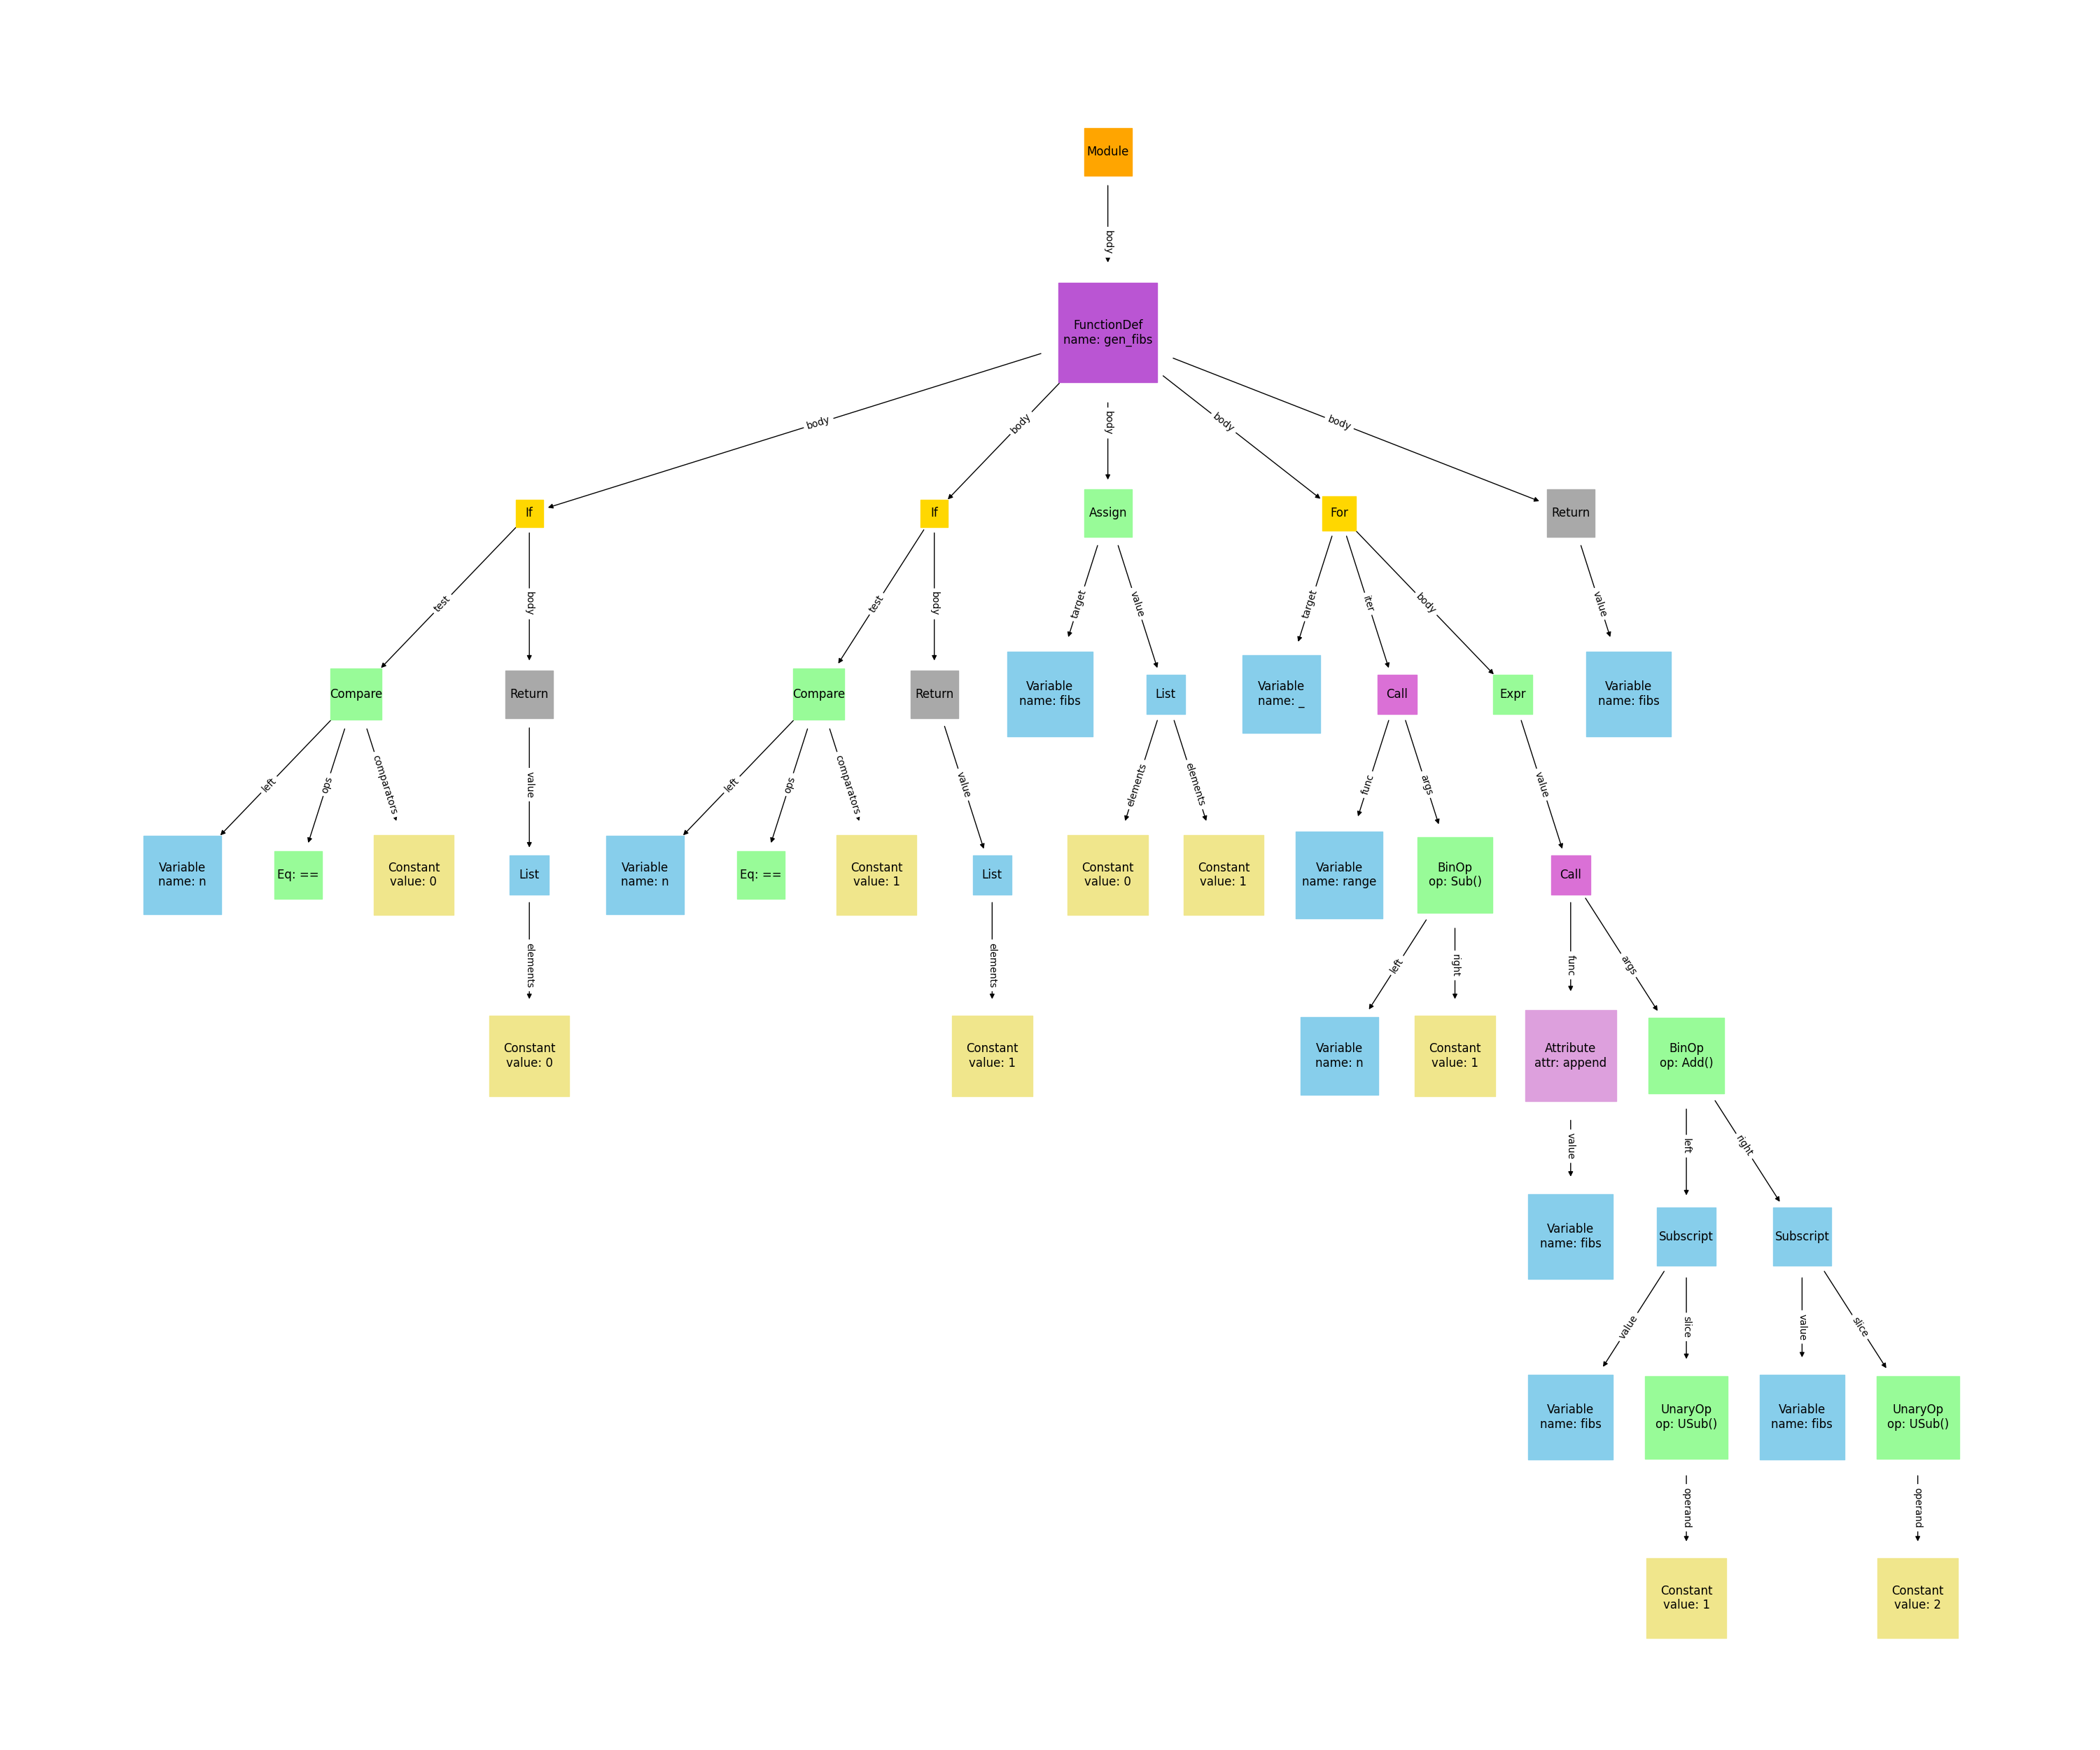 Module
body
FunctionDef
name: gen_fibs
body
body
body
body
body
If
If
Assign
For
Return
test
body
test
body
target
value
target
iter
body
value
Compare
Return
Compare
Return
Variable
name: fibs
List
Variable
name: _
Call
Expr
Variable
name: fibs
left
ops
comparators
value
left
ops
comparators
value
elements
elements
func
args
value
Variable
name: n
Eq: ==
Constant
value: 0
List
Variable
name: n
Eq: ==
Constant
value: 1
List
Constant
value: 0
Constant
value: 1
Variable
name: range
BinOp
op: Sub()
Call
elements
elements
left
right
func
args
Constant
value: 0
Constant
value: 1
Variable
name: n
Constant
value: 1
Attribute
attr: append
BinOp
op: Add()
value
left
right
Variable
name: fibs
Subscript
Subscript
value
slice
value
slice
Variable
name: fibs
UnaryOp
op: USub()
Variable
name: fibs
UnaryOp
op: USub()
operand
operand
Constant
value: 1
Constant
value: 2